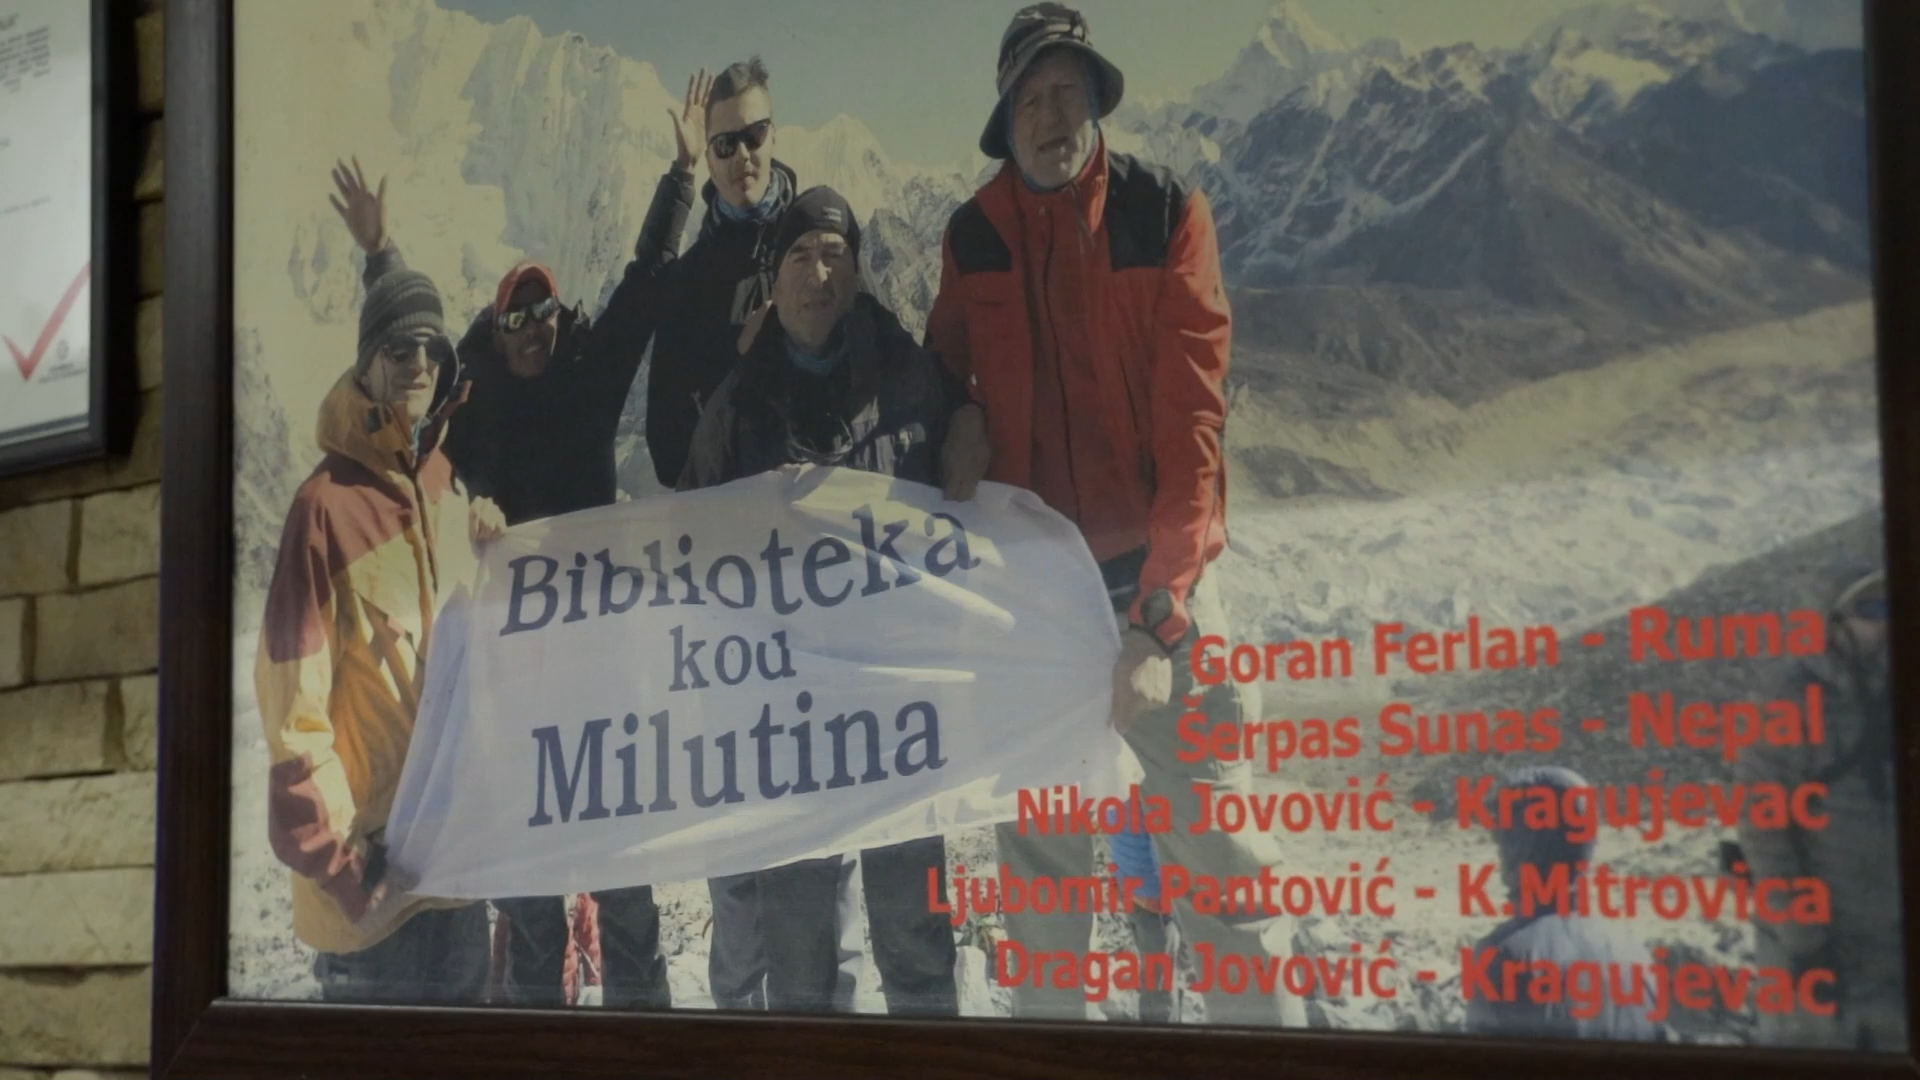 Biblioteka
kou
Milutina
Goran Ferlan - Ruma
Šerpas Sunas - Nepal
Nikola Jovović - Kragujevac
Ljubomir Pantović - K.Mitrovica
Dragan Jovović - Kragujevac